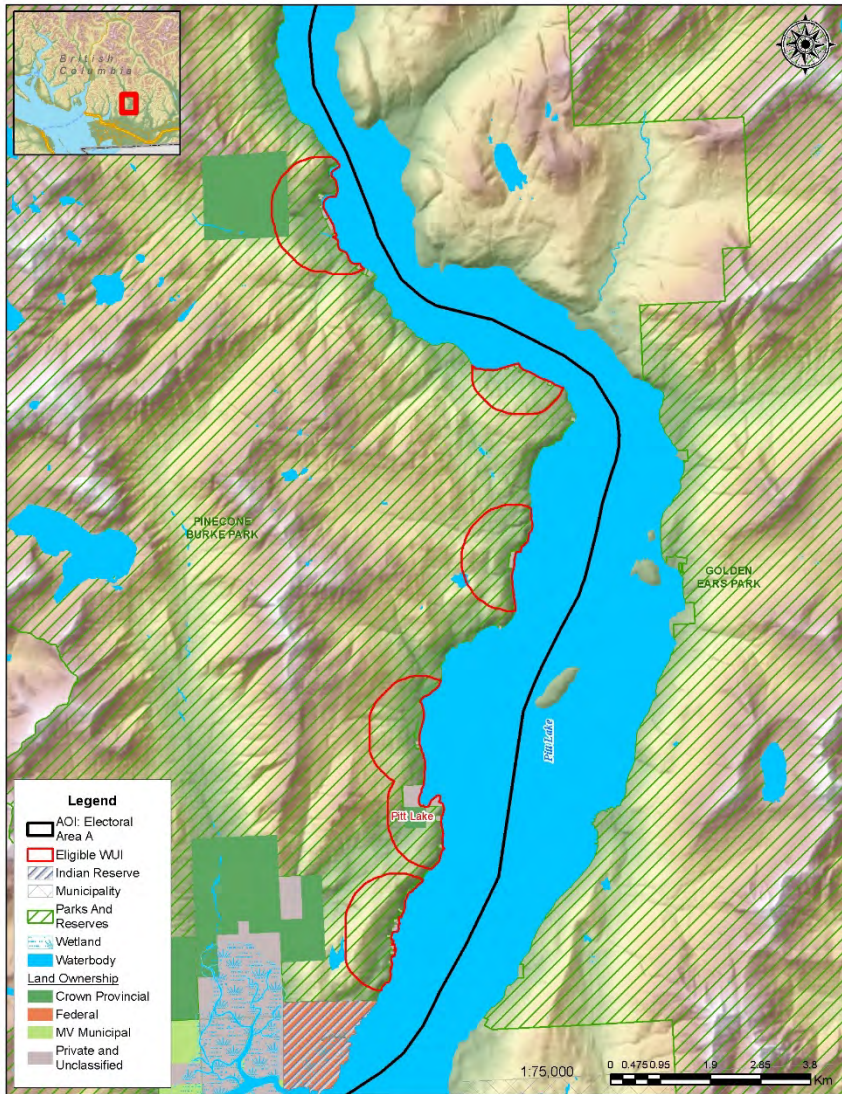 British
Columbia
PINECONE
BURKE PARK
GOLDEN
EARS PARK
Pitt Lake
Pitt Lake
Legend
AOI: Electoral
Area A
Eligible WUI
Indian Reserve
Municipality
Parks And
Reserves
Wetland
Waterbody
Land Ownership
Crown Provincial
Federal
MV Municipal
Private and
Unclassified
1:75,000
0 0.475 0.95 1.9 2.85 3.8
Km